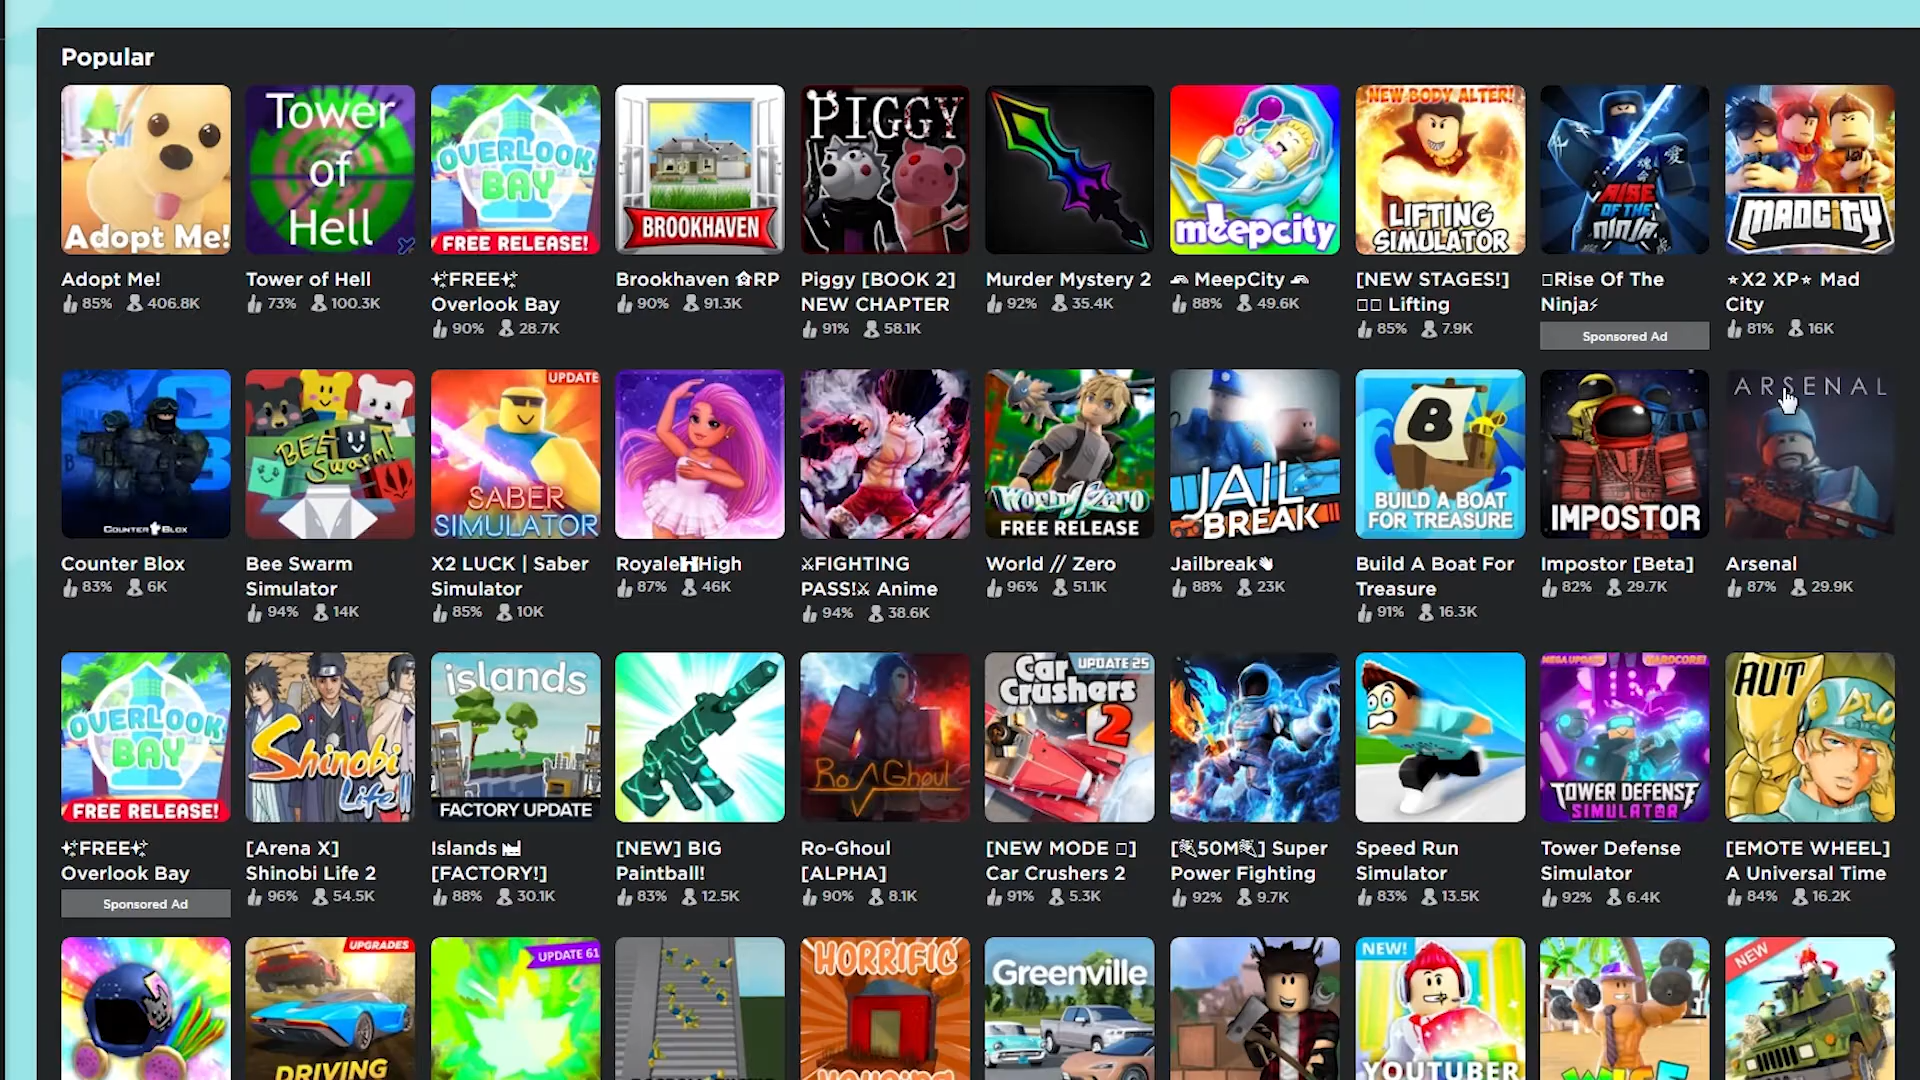 Popular
Adopt Me!
Tower
of
Hell
OVERLOOK
BAY
FREE RELEASE!
BROOKHAVEN
PIGGY
meepcity
NEW BODY ALTER!
LIFTING
SIMULATOR
RISE
OF THE
NINJA
MADCITY
Adopt Me!
85% 406.8K
Tower of Hell
73% 100.3K
FREE
Overlook Bay
90% 28.7K
Brookhaven RP
90% 91.3K
Piggy [BOOK 2]
NEW CHAPTER
91% 58.1K
Murder Mystery 2
92% 35.4K
MeepCity
88% 49.6K
[NEW STAGES!]
Lifting
85% 7.9K
Rise Of The
Ninja⚡
Sponsored Ad
⭐X2 XP⭐ Mad
City
81% 16K
COUNTER BLOX
BEE
Swarm!
UPDATE
SABER
SIMULATOR
World//Zero
FREE RELEASE
JAIL
BREAK
B
BUILD A BOAT
FOR TREASURE
IMPOSTOR
ARSENAL
Counter Blox
83% 6K
Bee Swarm
Simulator
94% 14K
X2 LUCK | Saber
Simulator
85% 10K
Royale High
87% 46K
⚔FIGHTING
PASS!⚔ Anime
94% 38.6K
World // Zero
96% 51.1K
Jailbreak
88% 23K
Build A Boat For
Treasure
91% 16.3K
Impostor [Beta]
82% 29.7K
Arsenal
87% 29.9K
OVERLOOK
BAY
FREE RELEASE!
Shinobi
Life II
islands
FACTORY UPDATE
Ro Ghoul
UPDATE 25
Car
Crushers
2
MEGA UPDATE HARDCORE!
TOWER DEFENSE
SIMULATOR
AUT
FREE
Overlook Bay
Sponsored Ad
[Arena X]
Shinobi Life 2
96% 54.5K
Islands
[FACTORY!]
88% 30.1K
[NEW] BIG
Paintball!
83% 12.5K
Ro-Ghoul
[ALPHA]
90% 8.1K
[NEW MODE ]
Car Crushers 2
91% 5.3K
[50M] Super
Power Fighting
92% 9.7K
Speed Run
Simulator
83% 13.5K
Tower Defense
Simulator
92% 6.4K
[EMOTE WHEEL]
A Universal Time
84% 16.2K
UPGRADES
DRIVING
UPDATE 61
HORRIFIC
HOUSING
Greenville
NEW!
YOUTUBER
NEW